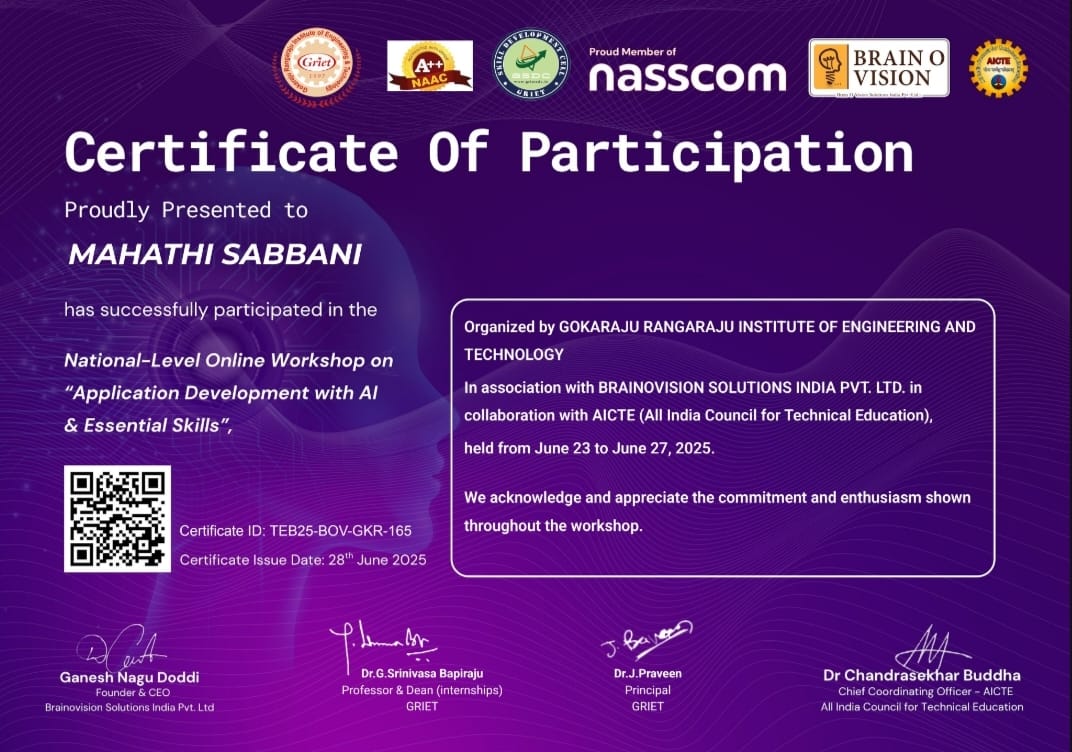 Gokaraju Rangaraju Institute of Engineering & Technology
Griet
1997
A++
NAAC
SKILL DEVELOPMENT CELL
GRIET
Proud Member of
nasscom
BRAIN O
VISION
AICTE
Certificate Of Participation
Proudly Presented to
MAHATHI SABBANI
has successfully participated in the
National-Level Online Workshop on
“Application Development with AI
& Essential Skills”,
Organized by GOKARAJU RANGARAJU INSTITUTE OF ENGINEERING AND
TECHNOLOGY
In association with BRAINOVISION SOLUTIONS INDIA PVT. LTD. in
collaboration with AICTE (All India Council for Technical Education),
held from June 23 to June 27, 2025.
We acknowledge and appreciate the commitment and enthusiasm shown
throughout the workshop.
Certificate ID: TEB25-BOV-GKR-165
Certificate Issue Date: 28th June 2025
Ganesh Nagu Doddi
Founder & CEO
Brainovision Solutions India Pvt. Ltd
Dr.G.Srinivasa Bapiraju
Professor & Dean (internships)
GRIET
Dr.J.Praveen
Principal
GRIET
Dr Chandrasekhar Buddha
Chief Coordinating Officer - AICTE
All India Council for Technical Education